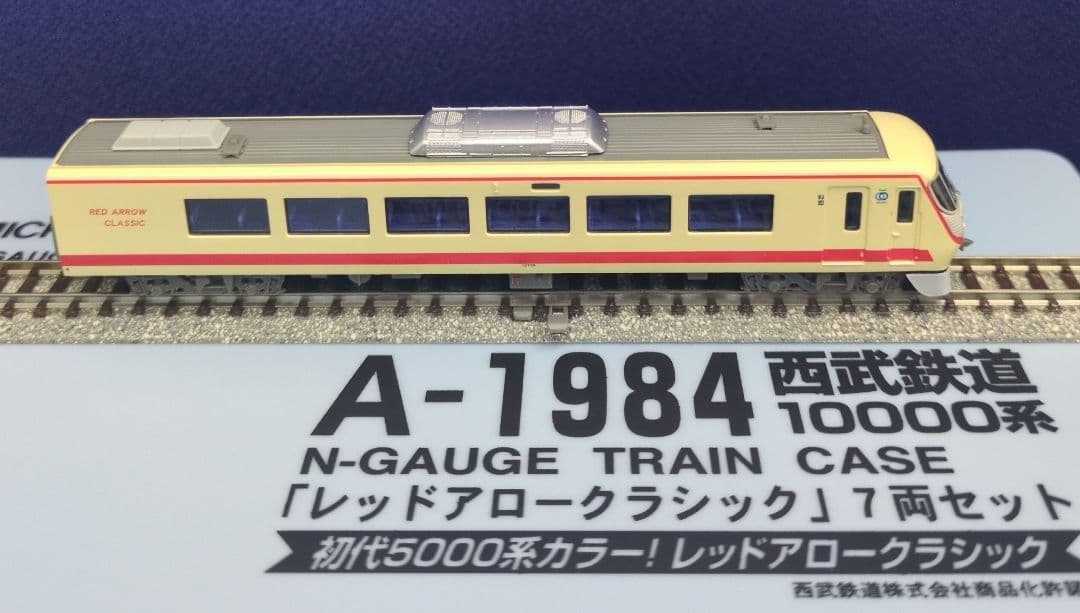 RED ARROW
CLASSIC
A-1984 西武鉄道
10000系
N-GAUGE TRAIN CASE
「レッドアロークラシック」7両セット
初代5000系カラー!レッドアロークラシック
西武鉄道株式会社商品化許諾